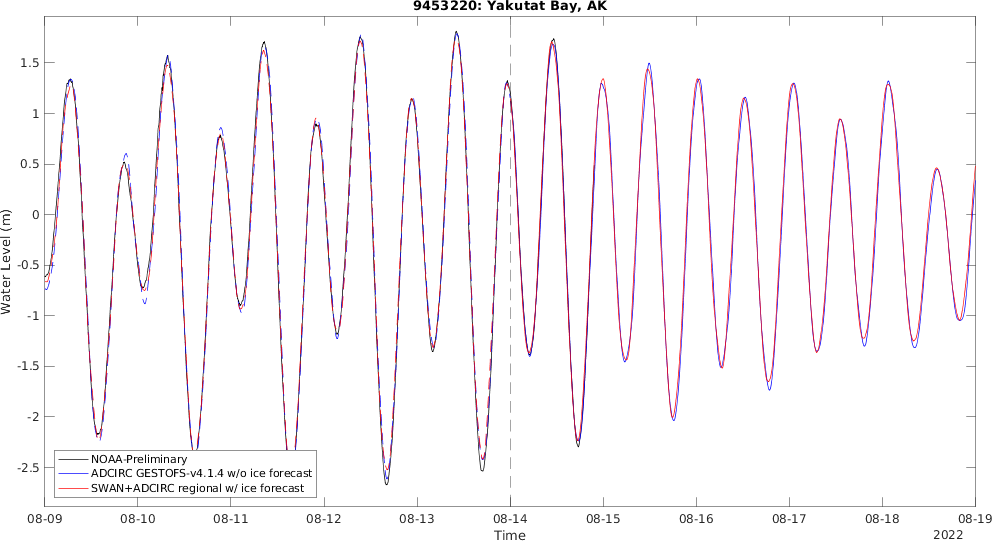 9453220: Yakutat Bay, AK
1.5
1
0.5
0
-0.5
-1
-1.5
-2
-2.5
Water Level (m)
NOAA-Preliminary
ADCIRC GESTOFS-v4.1.4 w/o ice forecast
SWAN+ADCIRC regional w/ ice forecast
08-09 08-10 08-11 08-12 08-13 08-14 08-15 08-16 08-17 08-18 08-19
Time
2022